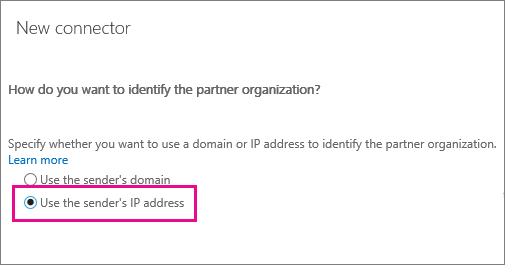 New connector
How do you want to identify the partner organization?
Specify whether you want to use a domain or IP address to identify the partner organization.
Learn more
Use the sender's domain
Use the sender's IP address